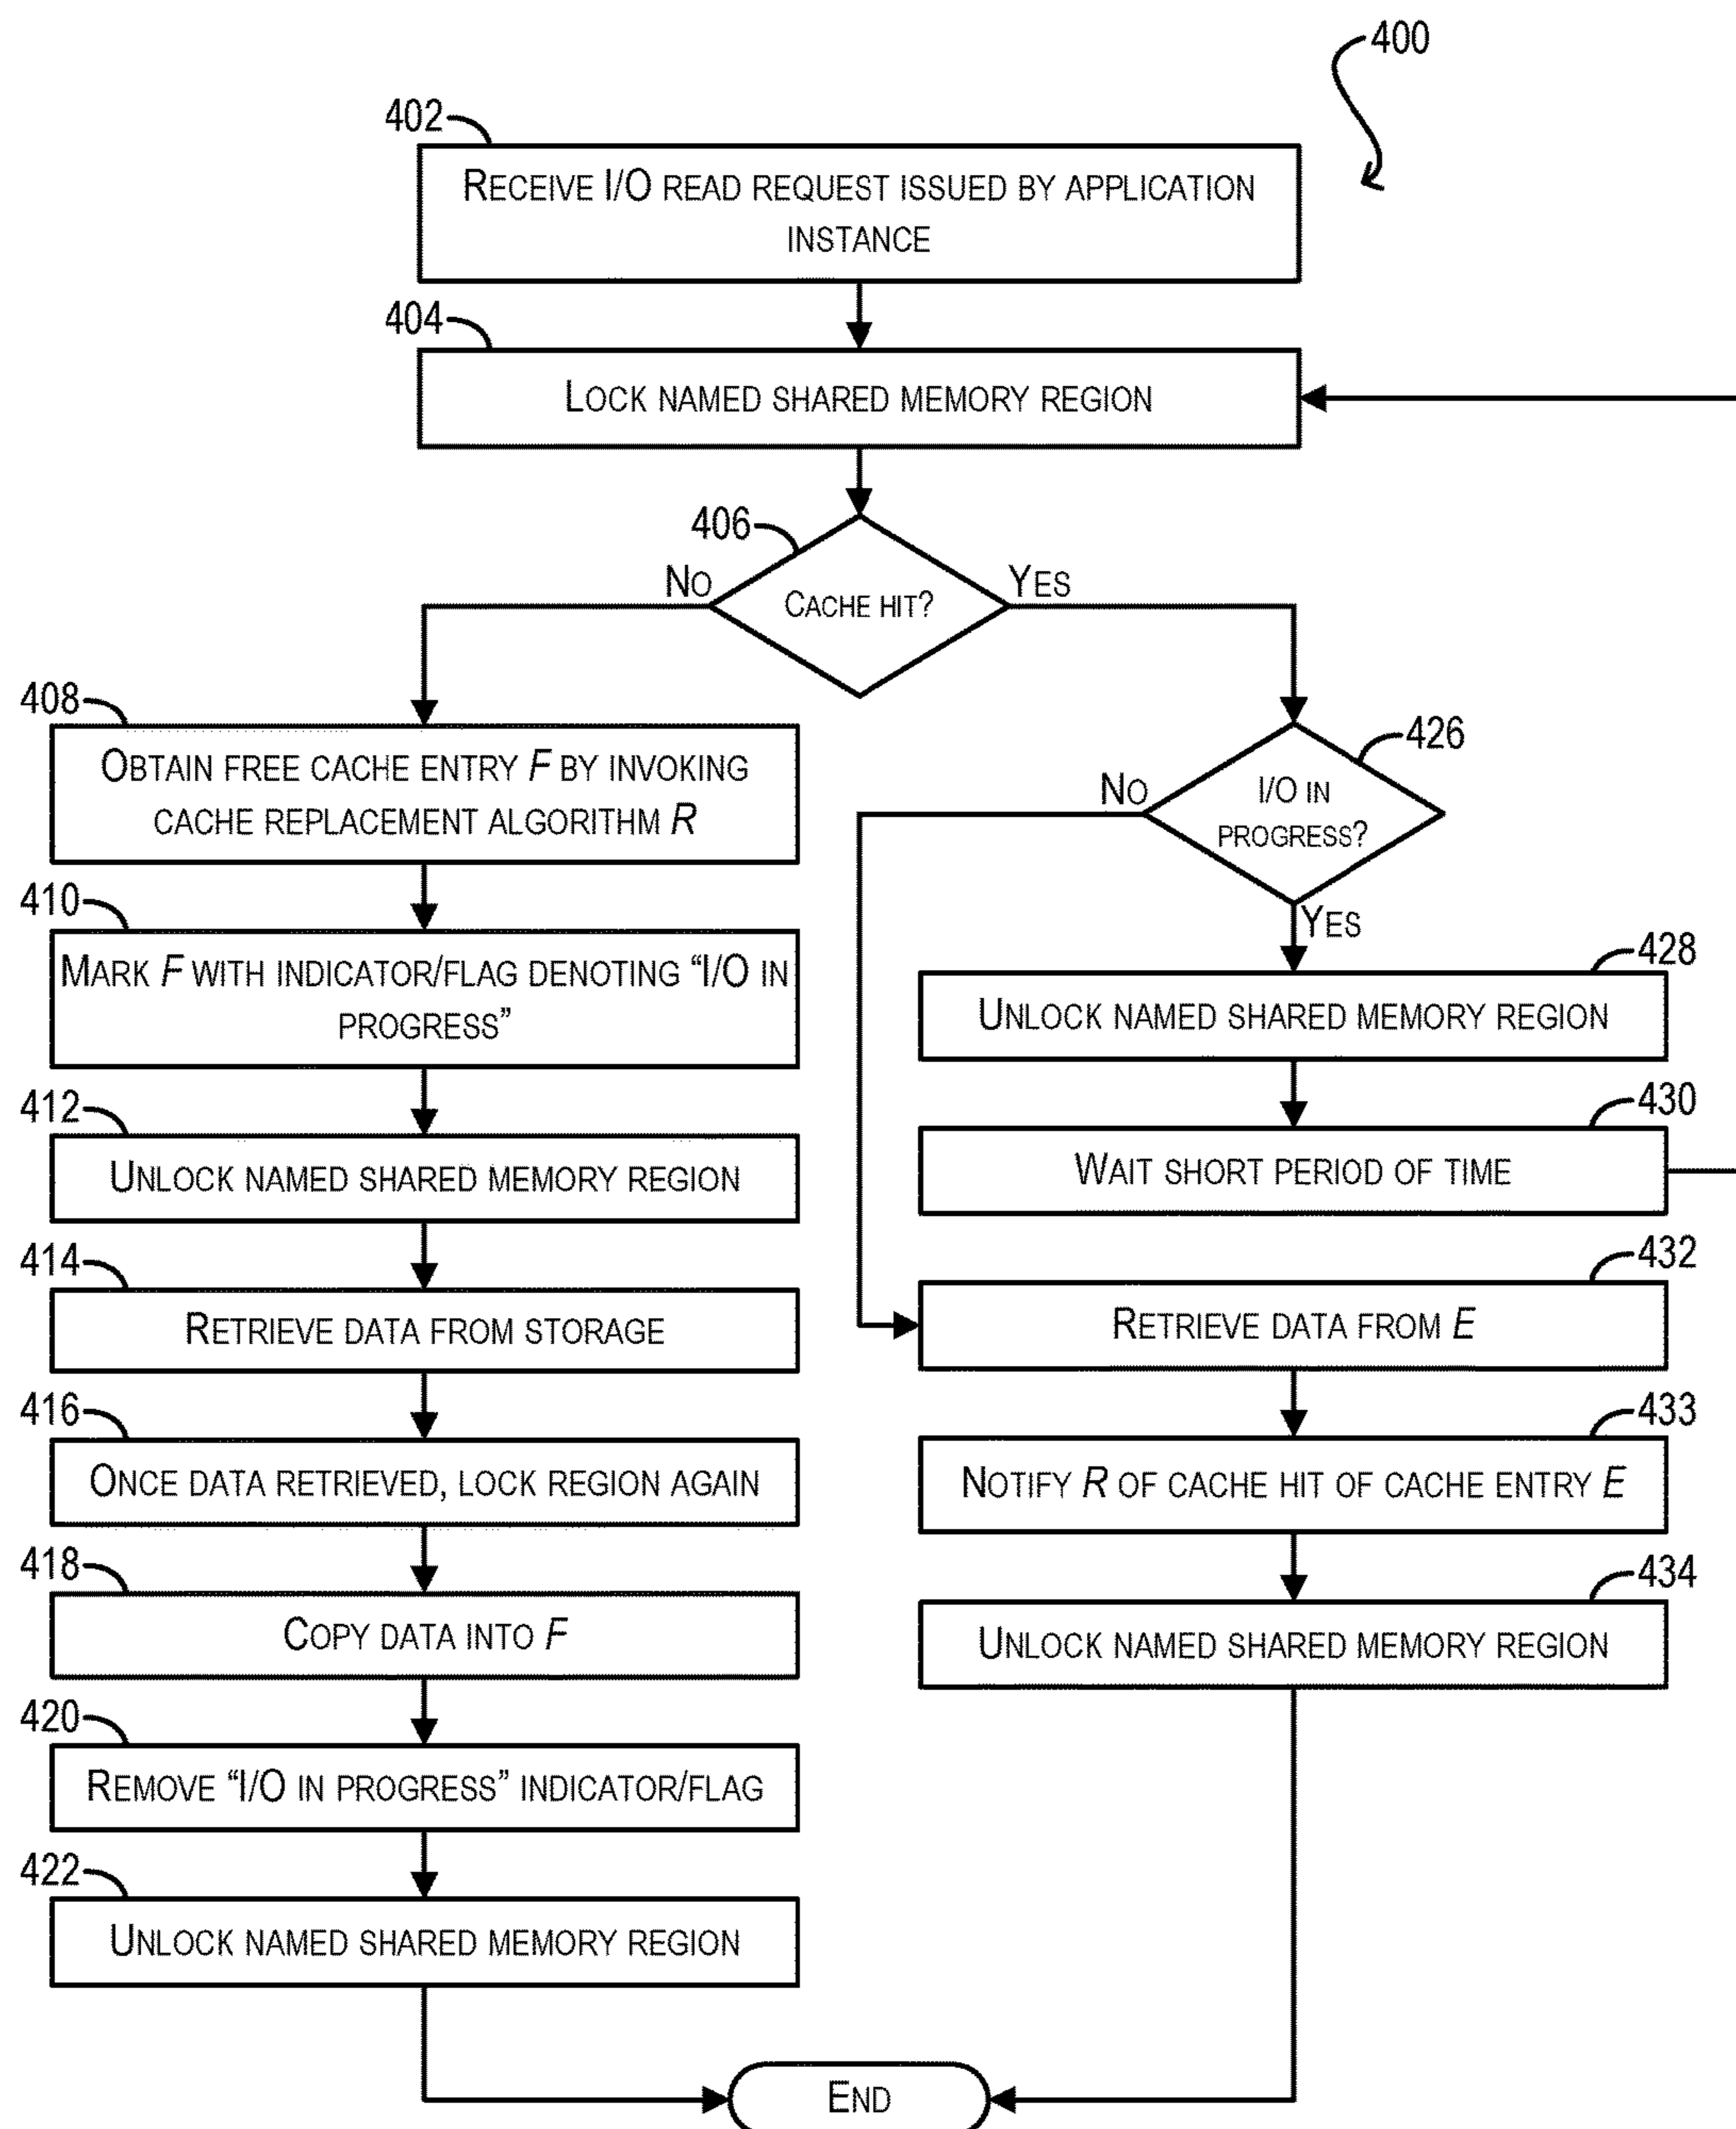 400
402
Receive I/O read request issued by application
instance
404
Lock named shared memory region
406
No
Cache hit?
Yes
408
Obtain free cache entry F by invoking
cache replacement algorithm R
410
Mark F with indicator/flag denoting “I/O in
progress”
412
Unlock named shared memory region
414
Retrieve data from storage
416
Once data retrieved, lock region again
418
Copy data into F
420
Remove “I/O in progress” indicator/flag
422
Unlock named shared memory region
426
No
I/O in
progress?
Yes
428
Unlock named shared memory region
430
Wait short period of time
432
Retrieve data from E
433
Notify R of cache hit of cache entry E
434
Unlock named shared memory region
End